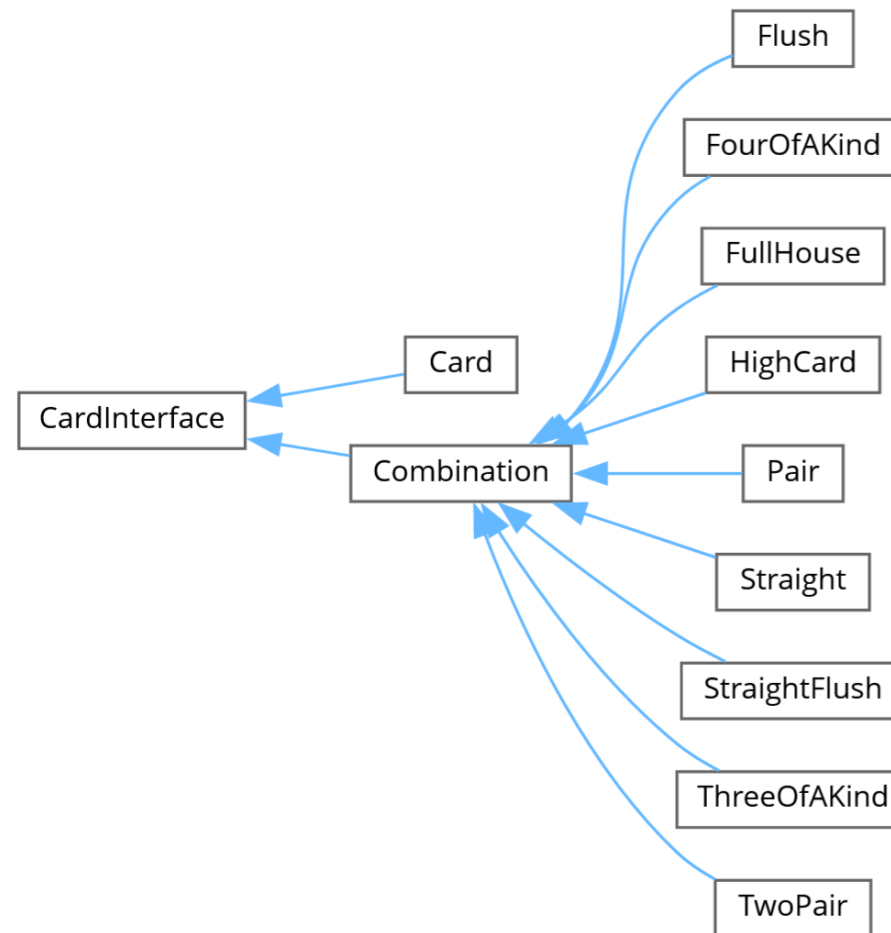 Flush
FourOfAKind
FullHouse
HighCard
Card
CardInterface
Combination
Pair
Straight
StraightFlush
ThreeOfAKind
TwoPair